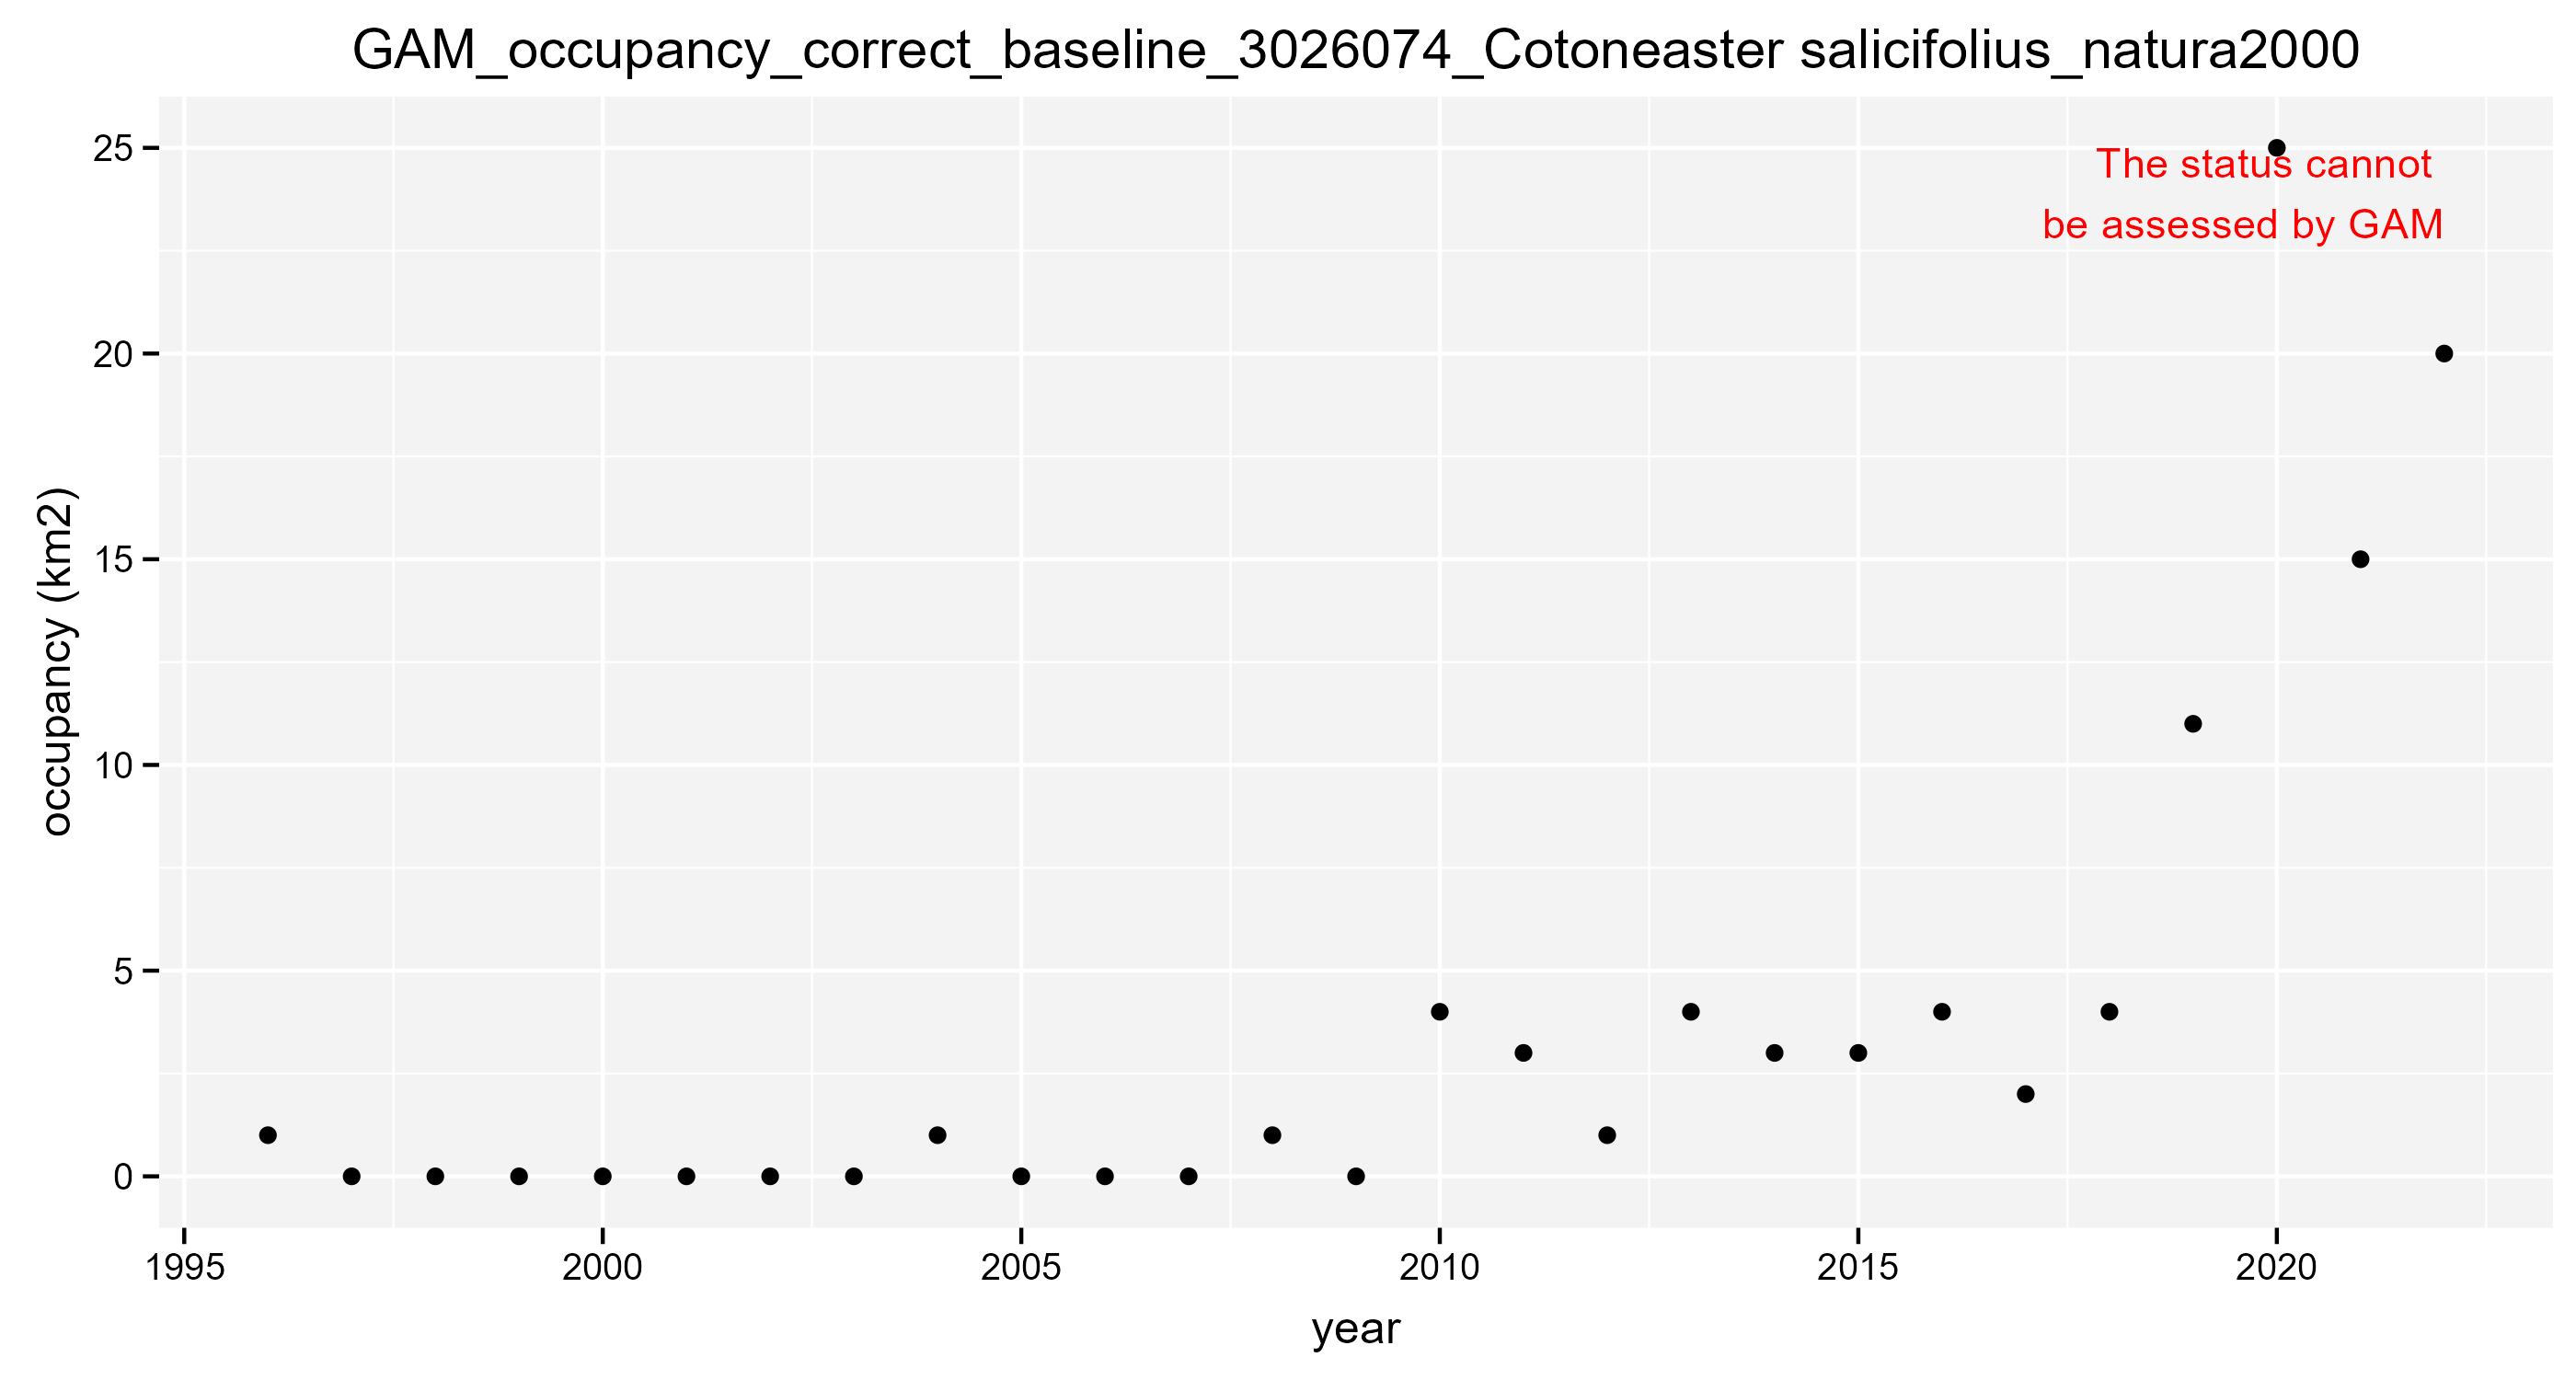 GAM_occupancy_correct_baseline_3026074_Cotoneaster salicifolius_natura2000
25
The status cannot
be assessed by GAM
20
15
10
5
0
occupancy (km2)
1995 2000 2005 2010 2015 2020
year